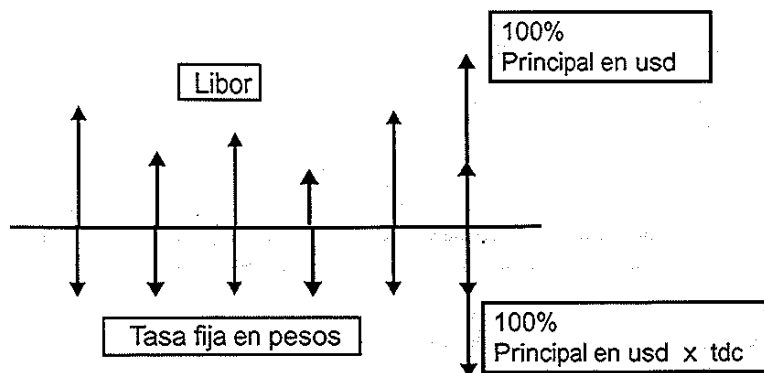 100%
Principal en usd
Libor
Tasa fija en pesos
100%
Principal en usd x tdc